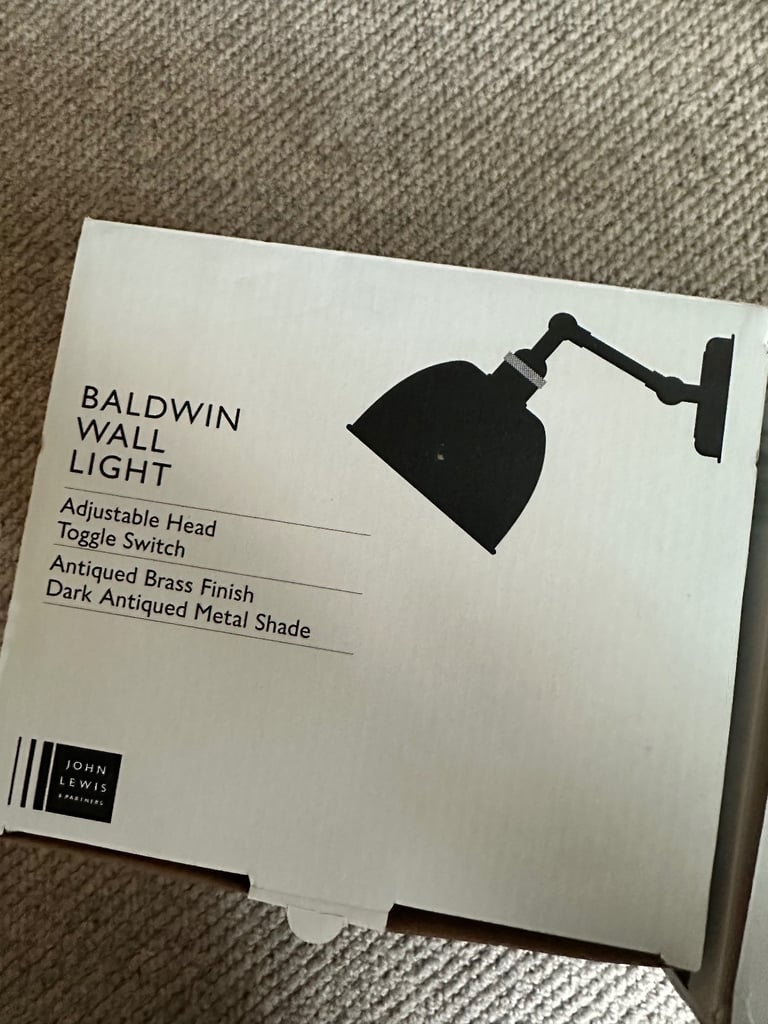 BALDWIN
WALL
LIGHT
Adjustable Head
Toggle Switch
Antiqued Brass Finish
Dark Antiqued Metal Shade
JOHN
LEWIS
& PARTNERS